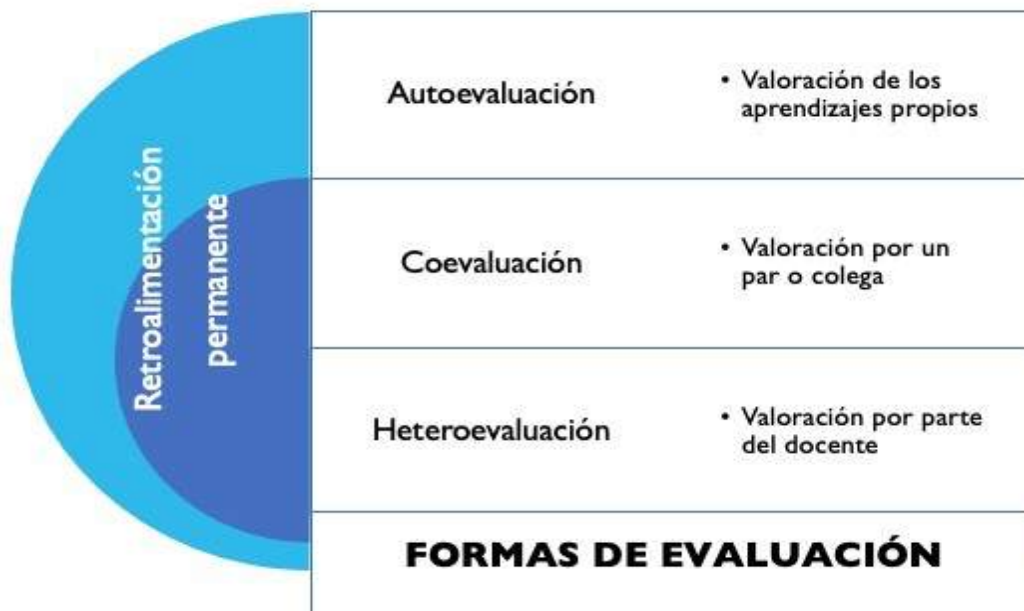 Retroalimentación
permanente
Autoevaluación
• Valoración de los
aprendizajes propios
Coevaluación
• Valoración por un
par o colega
Heteroevaluación
• Valoración por parte
del docente
FORMAS DE EVALUACIÓN